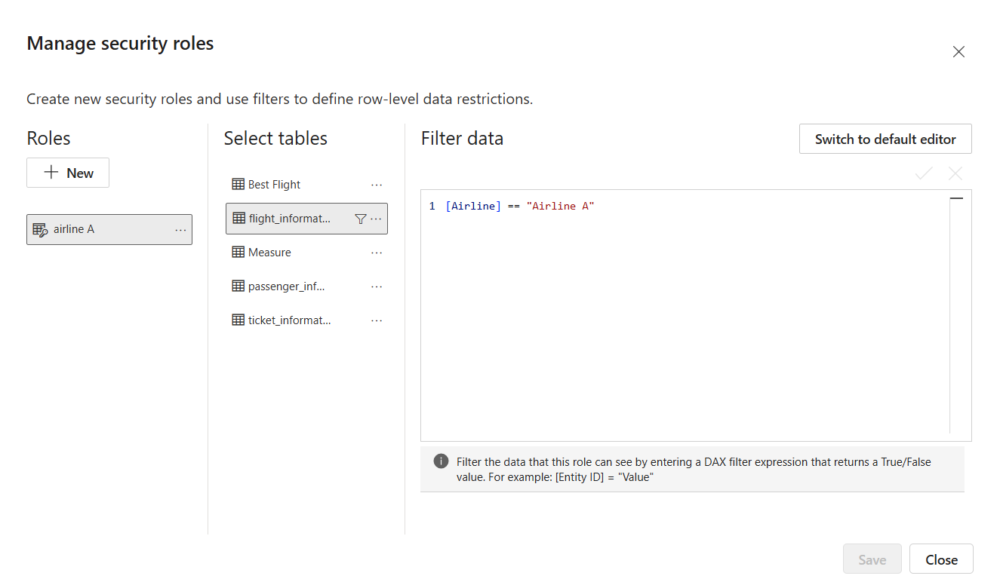 Manage security roles
Create new security roles and use filters to define row-level data restrictions.
Roles
New
airline A
Select tables
Best Flight
flight_informat...
Measure
passenger_inf...
ticket_informat...
Filter data
Switch to default editor
1 [Airline] == "Airline A"
Filter the data that this role can see by entering a DAX filter expression that returns a True/False
value. For example: [Entity ID] = "Value"
Save
Close